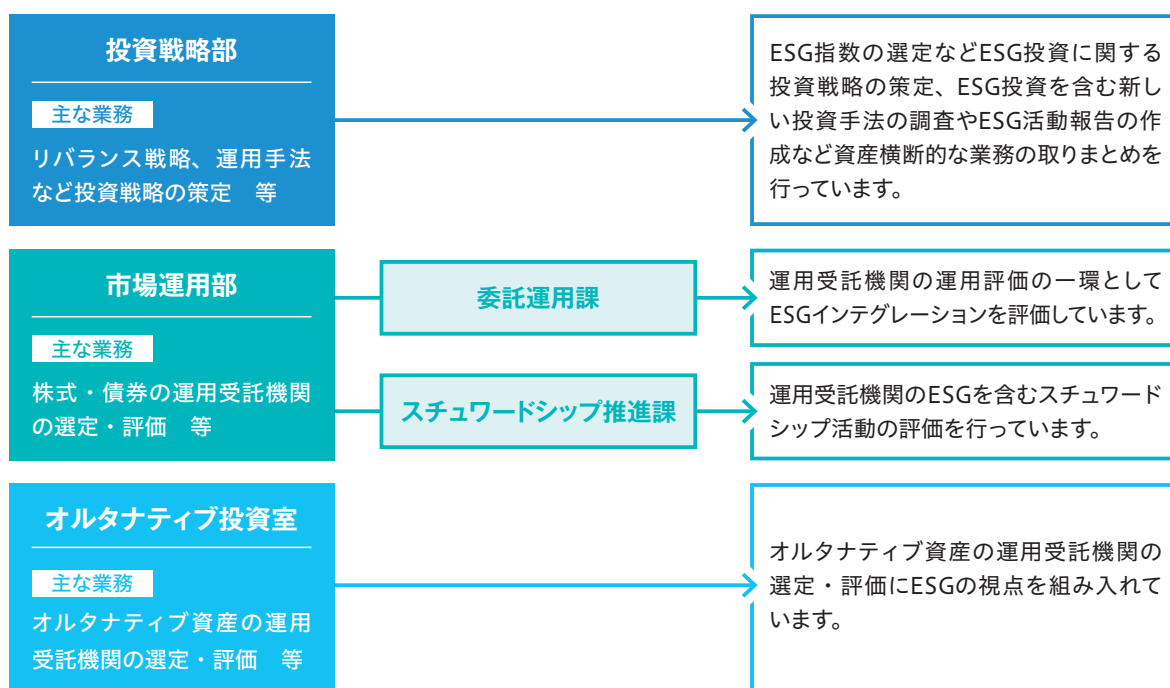 投資戦略部
主な業務
リバランス戦略、運用手法
など投資戦略の策定　等
ESG指数の選定などESG投資に関する
投資戦略の策定、ESG投資を含む新し
い投資手法の調査やESG活動報告の作
成など資産横断的な業務の取りまとめを
行っています。
市場運用部
主な業務
株式・債券の運用受託機関
の選定・評価　等
委託運用課
運用受託機関の運用評価の一環として
ESGインテグレーションを評価しています。
スチュワードシップ推進課
運用受託機関のESGを含むスチュワード
シップ活動の評価を行っています。
オルタナティブ投資室
主な業務
オルタナティブ資産の運用
受託機関の選定・評価　等
オルタナティブ資産の運用受託機関の
選定・評価にESGの視点を組み入れて
います。